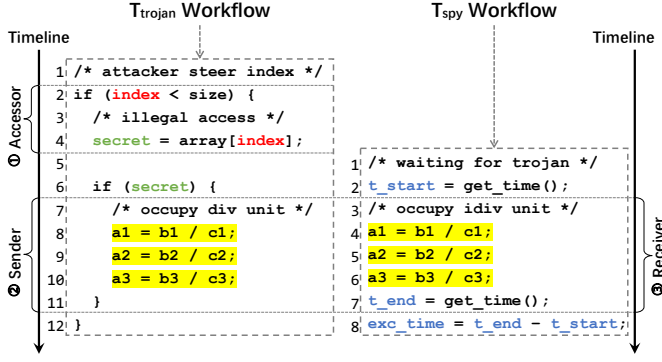 T_trojan Workflow
T_spy Workflow
Timeline
Timeline
① Accessor
② Sender
1 /* attacker steer index */
2 if (index < size) {
3 /* illegal access */
4 secret = array[index];
5
6 if (secret) {
7 /* occupy div unit */
8 a1 = b1 / c1;
9 a2 = b2 / c2;
10 a3 = b3 / c3;
11 }
12 }
1 /* waiting for trojan */
2 t_start = get_time();
3 /* occupy idiv unit */
4 a1 = b1 / c1;
5 a2 = b2 / c2;
6 a3 = b3 / c3;
7 t_end = get_time();
8 exc_time = t_end - t_start;
③ Receiver